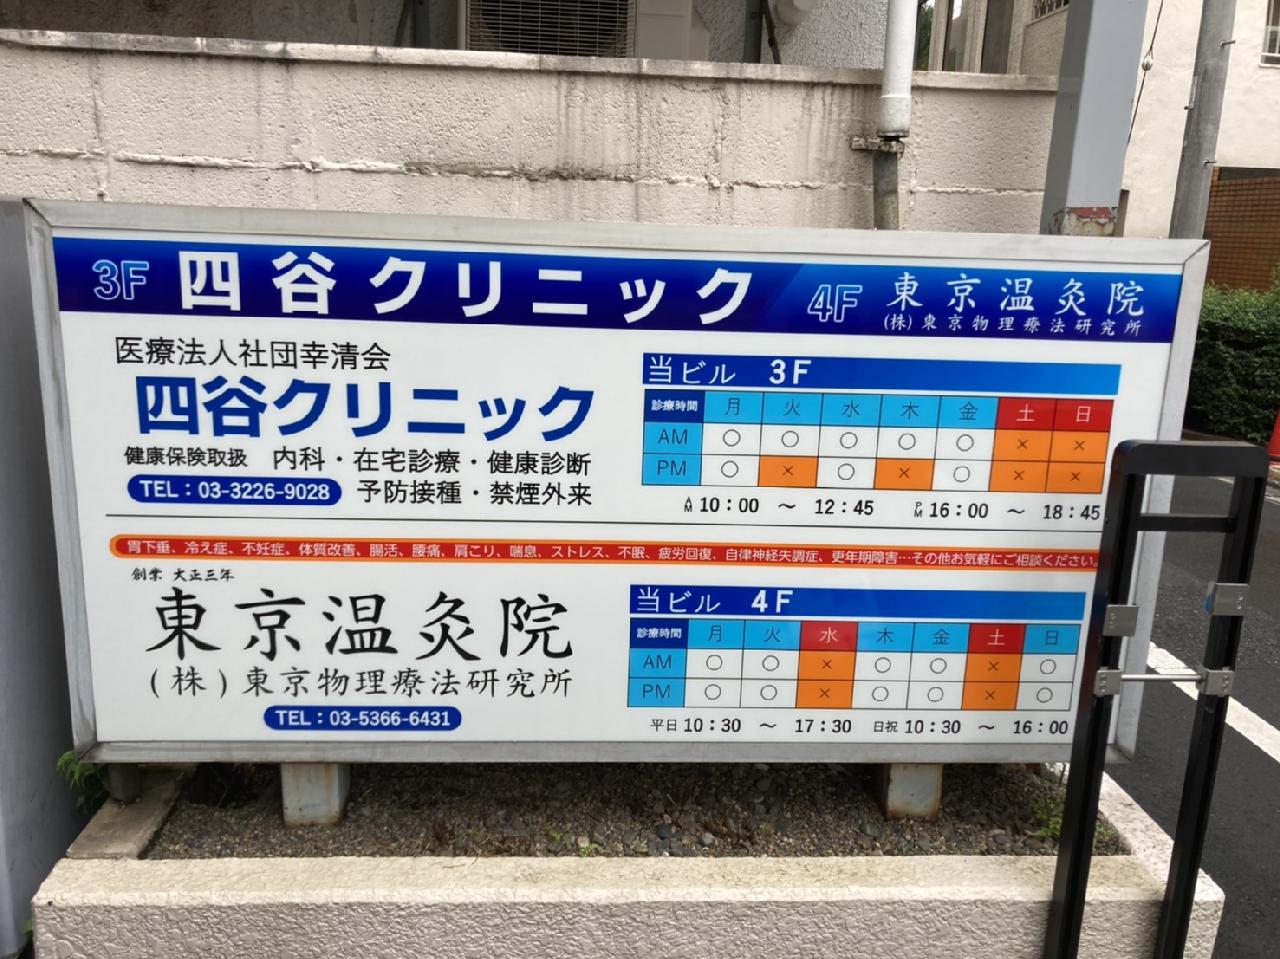 3F 四谷クリニック 4F 東京温灸院
(株)東京物理療法研究所
医療法人社団幸清会
四谷クリニック
健康保険取扱 内科・在宅診療・健康診断
TEL：03-3226-9028 予防接種・禁煙外来
当ビル 3F
診療時間 月 火 水 木 金 土 日
AM ○ ○ ○ ○ ○ × ×
PM ○ × ○ × ○ × ×
AM 10：00 ～ 12：45 PM 16：00 ～ 18：45
胃下垂、冷え症、不妊症、体質改善、腸活、腰痛、肩こり、喘息、ストレス、不眠、疲労回復、自律神経失調症、更年期障害…その他お気軽にご相談ください。
創業 大正三年
東京温灸院
(株)東京物理療法研究所
TEL：03-5366-6431
当ビル 4F
診療時間 月 火 水 木 金 土 日
AM ○ ○ × ○ ○ × ○
PM ○ ○ × ○ ○ × ○
平日 10：30 ～ 17：30 日祝 10：30 ～ 16：00